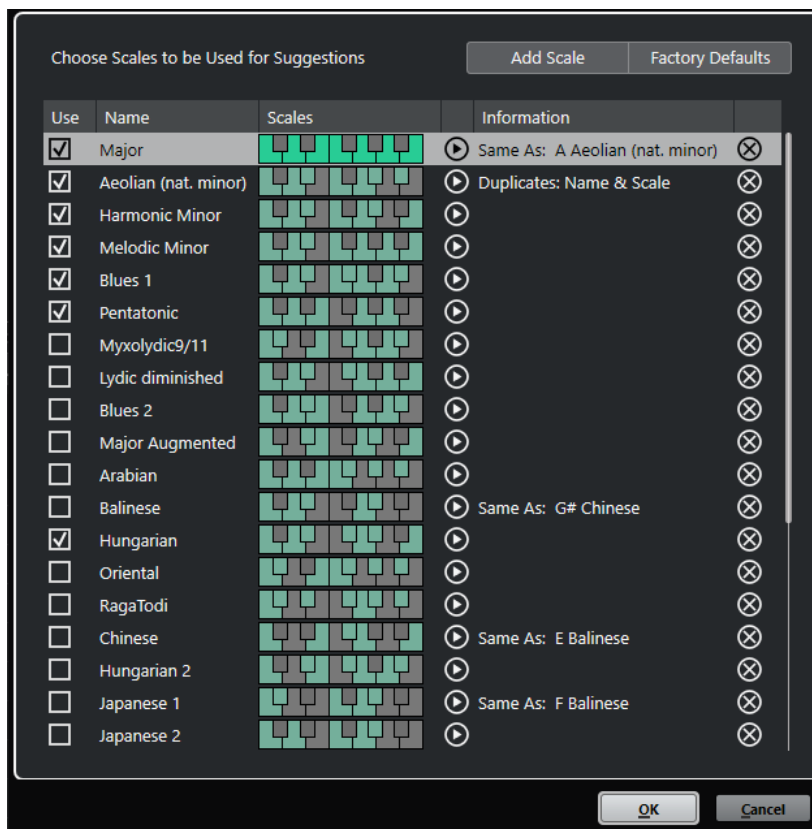 Choose Scales to be Used for Suggestions Add Scale Factory Defaults
Use Name Scales Information
Major Same As: A Aeolian (nat. minor)
Aeolian (nat. minor) Duplicates: Name & Scale
Harmonic Minor
Melodic Minor
Blues 1
Pentatonic
Myxolydic9/11
Lydic diminished
Blues 2
Major Augmented
Arabian
Balinese Same As: G# Chinese
Hungarian
Oriental
RagaTodi
Chinese Same As: E Balinese
Hungarian 2
Japanese 1 Same As: F Balinese
Japanese 2
OK Cancel